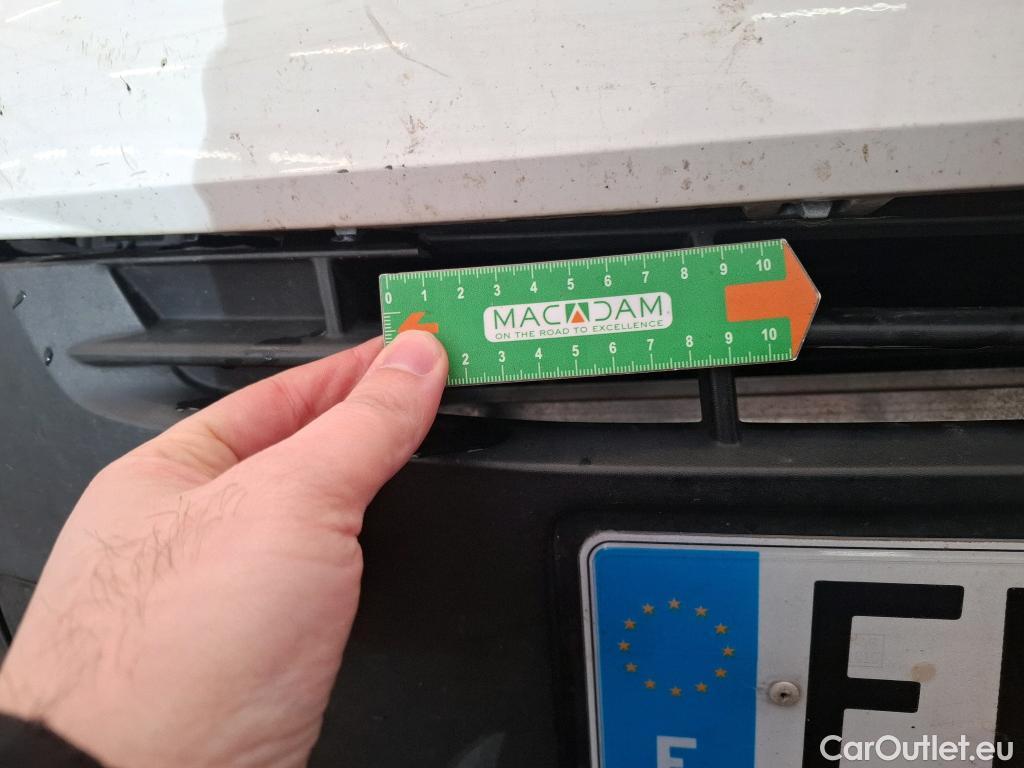 0 1 2 3 4 5 6 7 8 9 10
MACADAM
ON THE ROAD TO EXCELLENCE
2 3 4 5 6 7 8 9 10
F
E
CarOutlet.eu